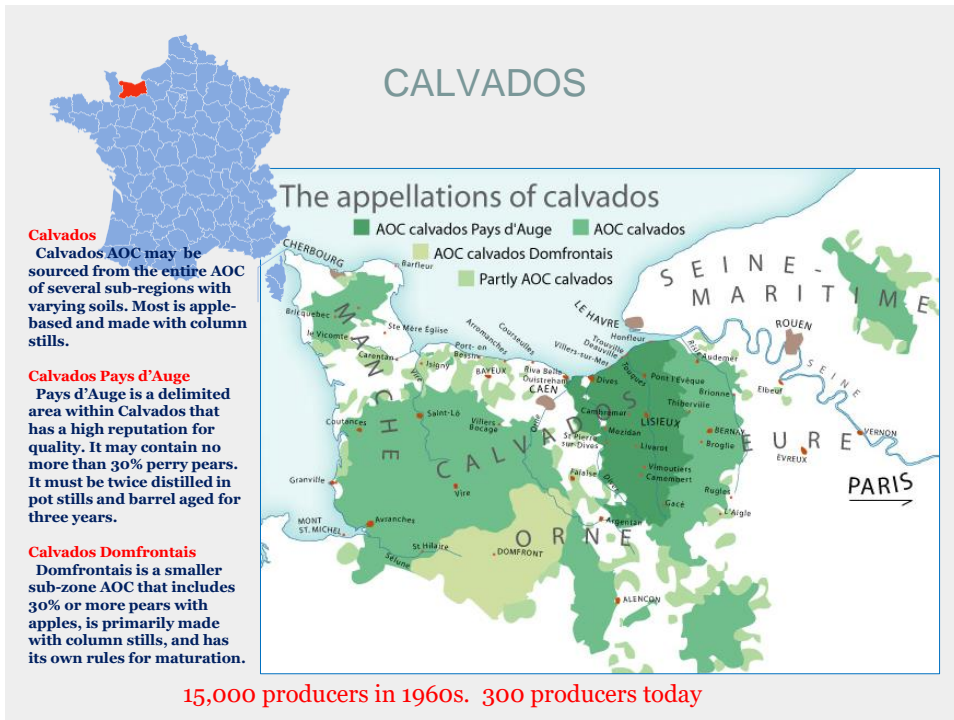 CALVADOS
Calvados
Calvados AOC may be
sourced from the entire AOC
of several sub-regions with
varying soils. Most is apple-
based and made with column
stills.
Calvados Pays d’Auge
Pays d’Auge is a delimited
area within Calvados that
has a high reputation for
quality. It may contain no
more than 30% perry pears.
It must be twice distilled in
pot stills and barrel aged for
three years.
Calvados Domfrontais
Domfrontais is a smaller
sub-zone AOC that includes
30% or more pears with
apples, is primarily made
with column stills, and has
its own rules for maturation.
The appellations of calvados
AOC calvados Pays d'Auge
AOC calvados
AOC calvados Domfrontais
Partly AOC calvados
CHERBOURG
Barfleur
SEINE-
MARITIME
Bricquebec
le Vicomte
Ste Mère Église
MANCHE
Carentan
Isigny
Vire
Port-en
Bessin
Arromanches
Courseulles
BAYEUX
Riva Bella
Ouistreham
CAEN
Orne
Villers-sur-Mer
Deauville
Trouville
LE HAVRE
Honfleur
Risle
Audemer
ROUEN
SEINE
Elbeuf
VERNON
Dives
Touques
Pont l'Évêque
Brionne
Thiberville
Cambremer
LISIEUX
BERNAY
Mezidan
Broglie
St Pierre
sur-Dives
Livarot
EURE
ÉVREUX
PARIS
Coutances
Saint-Lô
Villers
Bocage
CALVADOS
Vimoutiers
Camembert
Falaise
Dives
Ruglet
Gacé
L'Aigle
Granville
Vire
MONT
ST. MICHEL
Avranches
Argentan
ORNE
St Hilaire
Sélune
DOMFRONT
ALENCON
15,000 producers in 1960s. 300 producers today